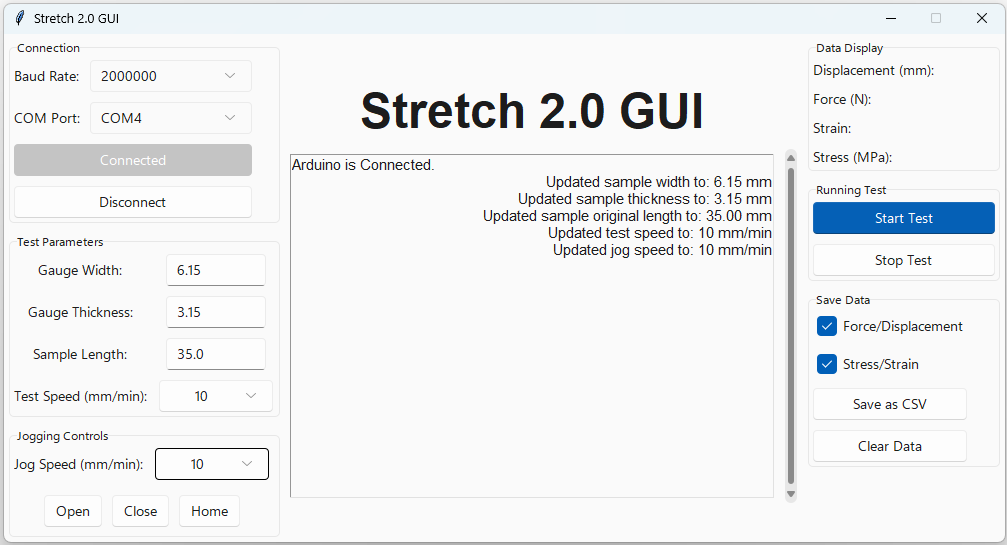 Stretch 2.0 GUI
Connection
Baud Rate: 2000000
COM Port: COM4
Connected
Disconnect
Test Parameters
Gauge Width: 6.15
Gauge Thickness: 3.15
Sample Length: 35.0
Test Speed (mm/min): 10
Jogging Controls
Jog Speed (mm/min): 10
Open Close Home
Stretch 2.0 GUI
Arduino is Connected.
Updated sample width to: 6.15 mm
Updated sample thickness to: 3.15 mm
Updated sample original length to: 35.00 mm
Updated test speed to: 10 mm/min
Updated jog speed to: 10 mm/min
Data Display
Displacement (mm):
Force (N):
Strain:
Stress (MPa):
Running Test
Start Test
Stop Test
Save Data
Force/Displacement
Stress/Strain
Save as CSV
Clear Data